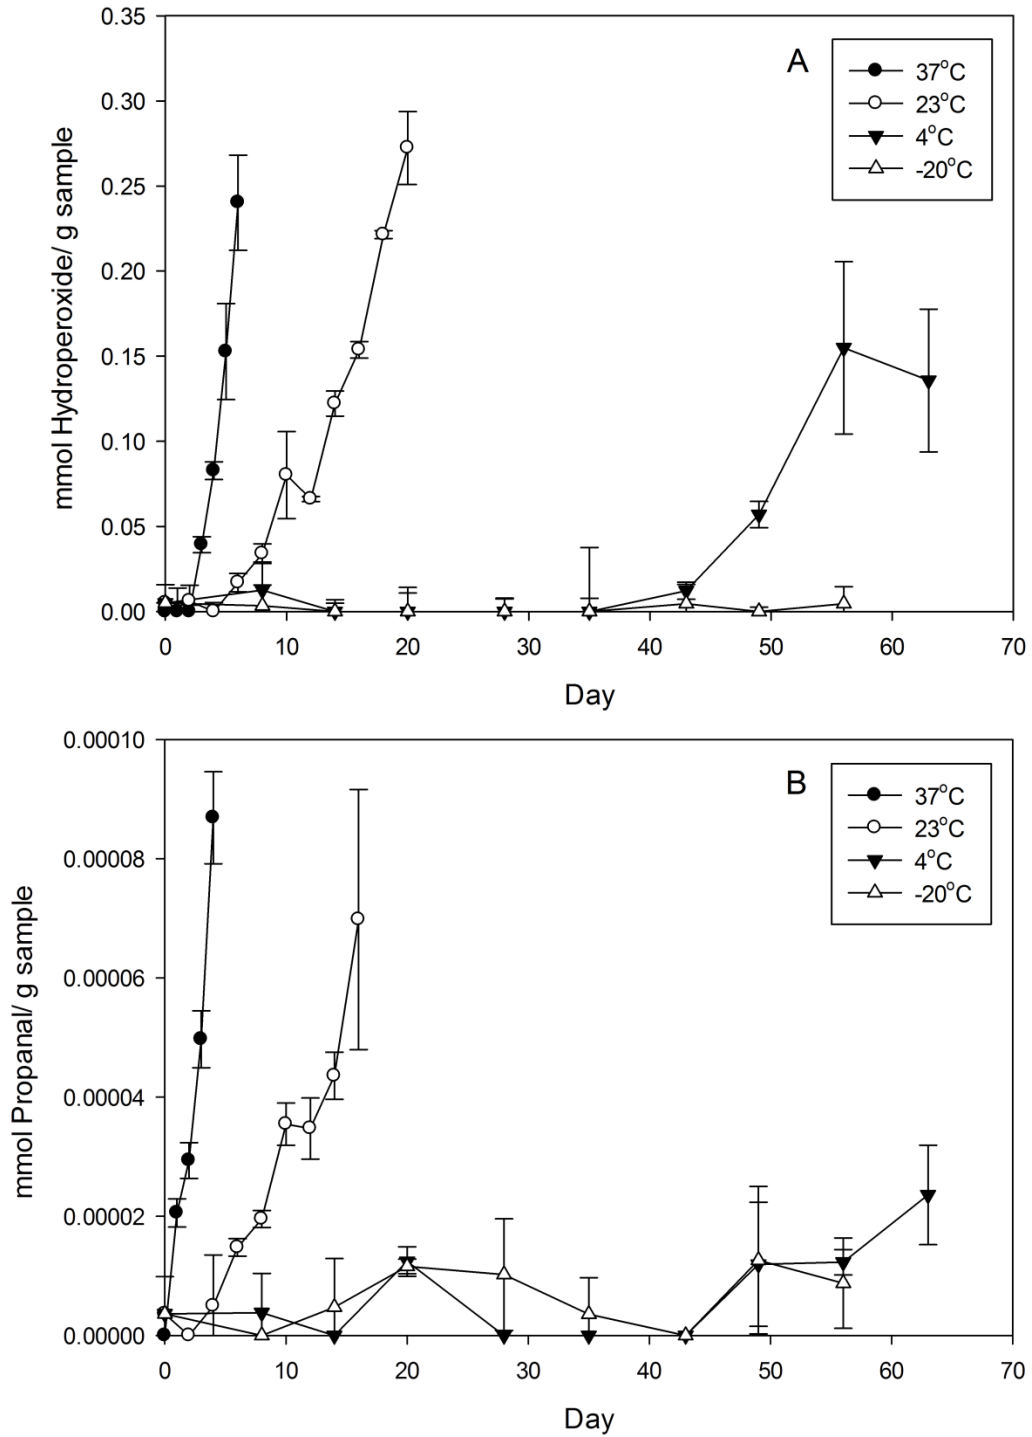 0.35
A
37°C
23°C
4°C
-20°C
0.30
0.25
0.20
0.15
0.10
0.05
0.00
mmol Hydroperoxide/ g sample
0 10 20 30 40 50 60 70
Day
0.00010
B
37°C
23°C
4°C
-20°C
0.00008
0.00006
0.00004
0.00002
0.00000
mmol Propanal/ g sample
0 10 20 30 40 50 60 70
Day